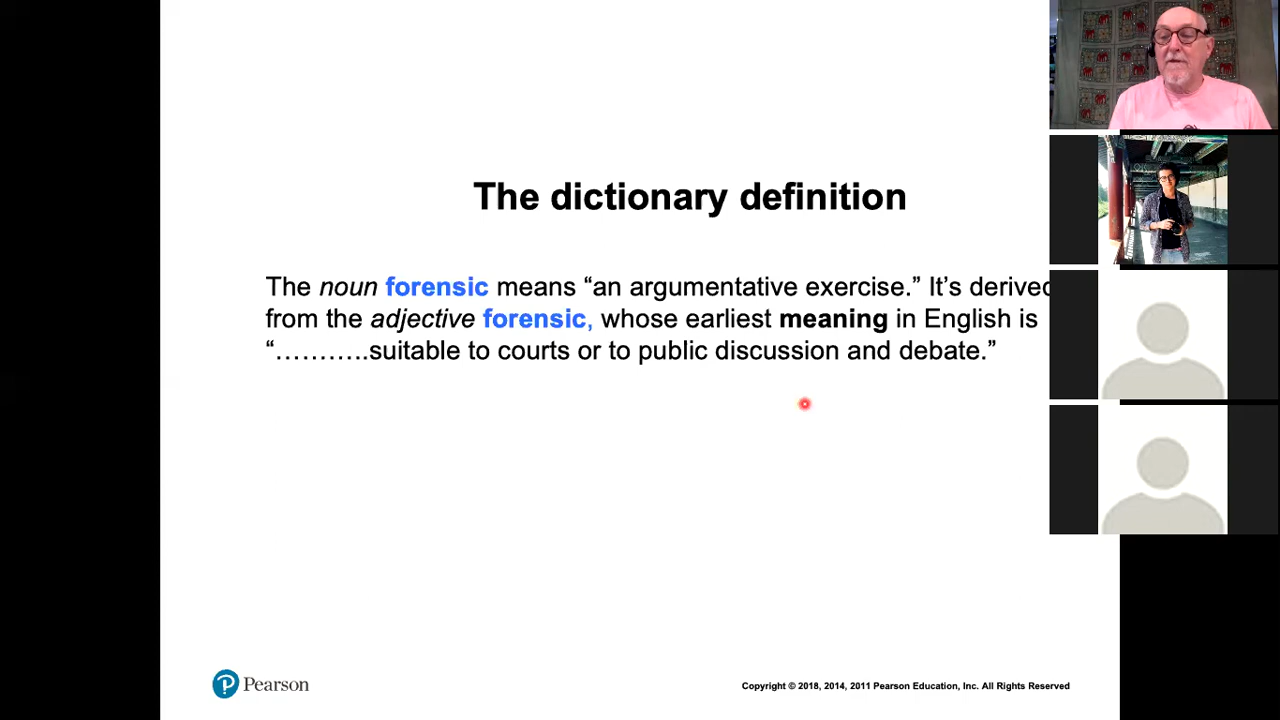 The dictionary definition
The noun forensic means “an argumentative exercise.” It’s derived
from the adjective forensic, whose earliest meaning in English is
“………..suitable to courts or to public discussion and debate.”
Pearson
Copyright © 2018, 2014, 2011 Pearson Education, Inc. All Rights Reserved